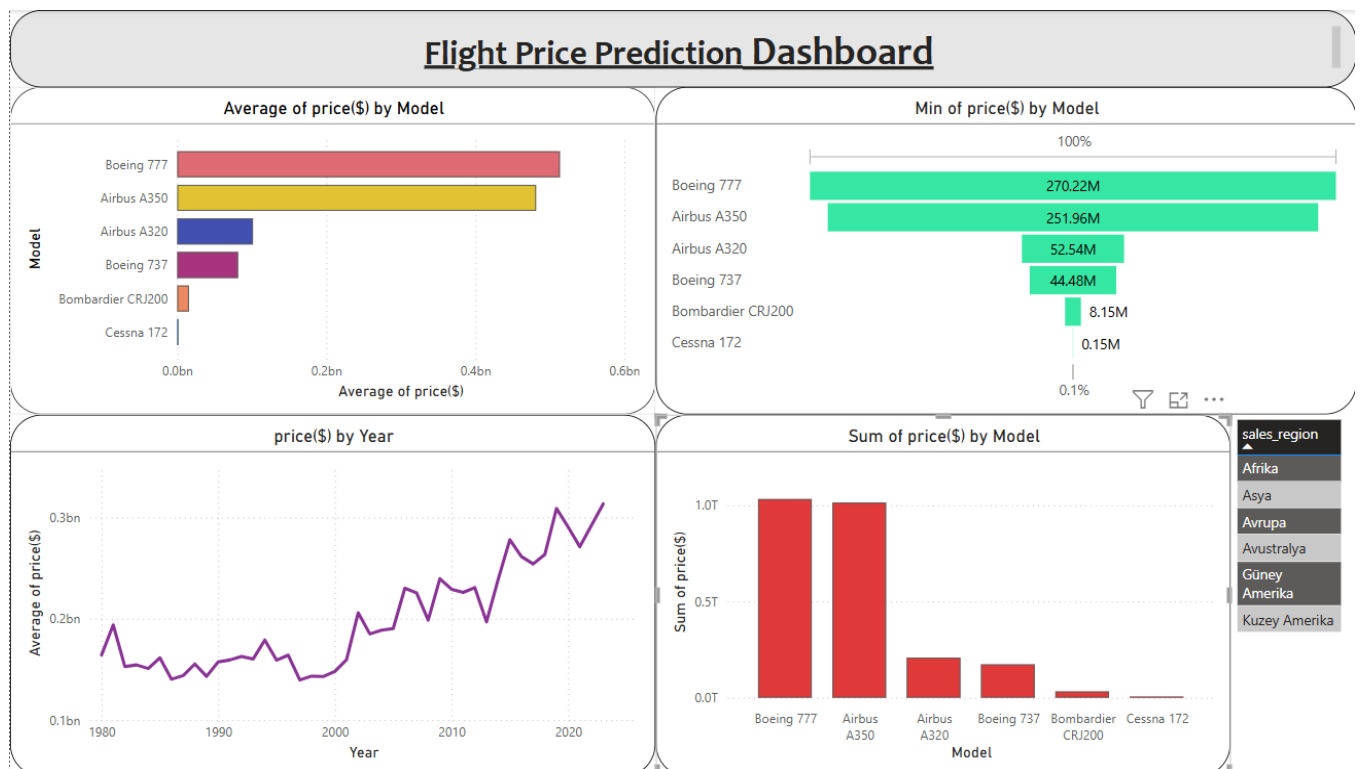 Flight Price Prediction Dashboard
Average of price($) by Model
Model
Boeing 777
Airbus A350
Airbus A320
Boeing 737
Bombardier CRJ200
Cessna 172
0.0bn 0.2bn 0.4bn 0.6bn
Average of price($)
Min of price($) by Model
100%
Boeing 777 270.22M
Airbus A350 251.96M
Airbus A320 52.54M
Boeing 737 44.48M
Bombardier CRJ200 8.15M
Cessna 172 0.15M
0.1%
price($) by Year
Average of price($)
0.3bn
0.2bn
0.1bn
1980 1990 2000 2010 2020
Year
Sum of price($) by Model
Sum of price($)
1.0T
0.5T
0.0T
Boeing 777 Airbus Airbus Boeing 737 Bombardier Cessna 172
A350 A320 CRJ200
Model
sales_region
Afrika
Asya
Avrupa
Avustralya
Güney
Amerika
Kuzey Amerika